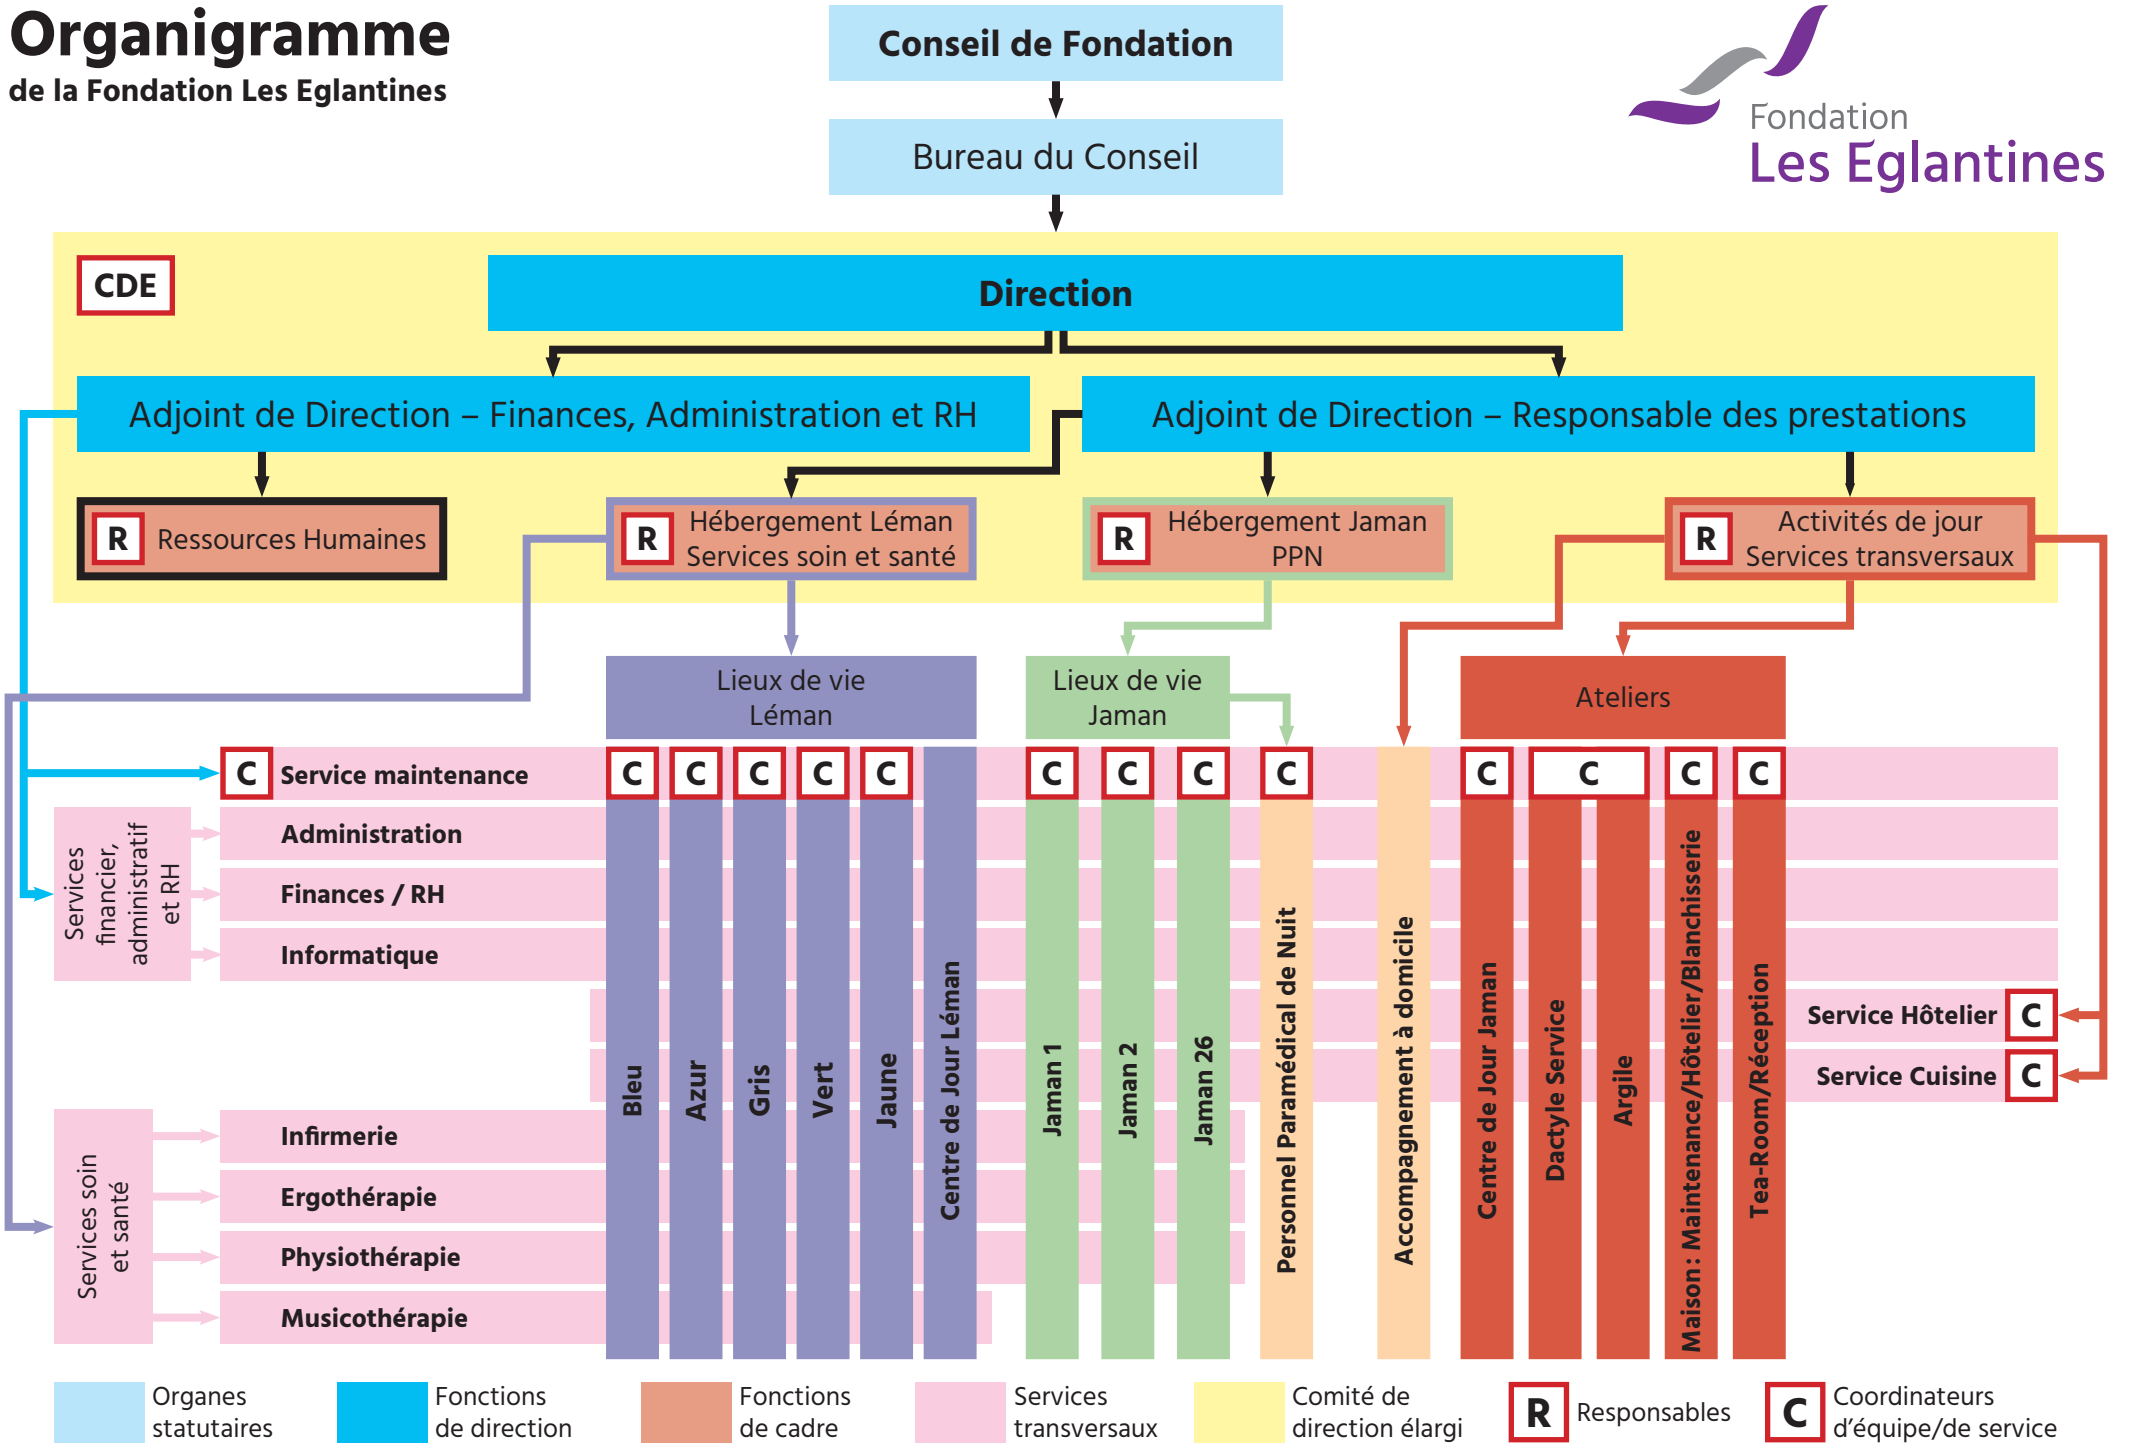 Organigramme
de la Fondation Les Eglantines
Conseil de Fondation
Bureau du Conseil
Fondation
Les Eglantines
CDE
Direction
Adjoint de Direction – Finances, Administration et RH
Adjoint de Direction – Responsable des prestations
R
Ressources Humaines
R
Hébergement Léman
Services soin et santé
R
Hébergement Jaman
PPN
R
Activités de jour
Services transversaux
Lieux de vie
Léman
Lieux de vie
Jaman
Ateliers
C
Service maintenance
C
C
C
C
C
C
C
C
C
C
C
C
C
Services
financier,
administratif
et RH
Administration
Finances / RH
Informatique
Service Hôtelier
C
Service Cuisine
C
Bleu
Azur
Gris
Vert
Jaune
Centre de Jour Léman
Jaman 1
Jaman 2
Jaman 26
Personnel Paramédical de Nuit
Accompagnement à domicile
Centre de Jour Jaman
Dactyle Service
Argile
Maison : Maintenance/Hôtelier/Blanchisserie
Tea-Room/Réception
Services soin
et santé
Infirmerie
Ergothérapie
Physiothérapie
Musicothérapie
Organes
statutaires
Fonctions
de direction
Fonctions
de cadre
Services
transversaux
Comité de
direction élargi
R
Responsables
C
Coordinateurs
d'équipe/de service